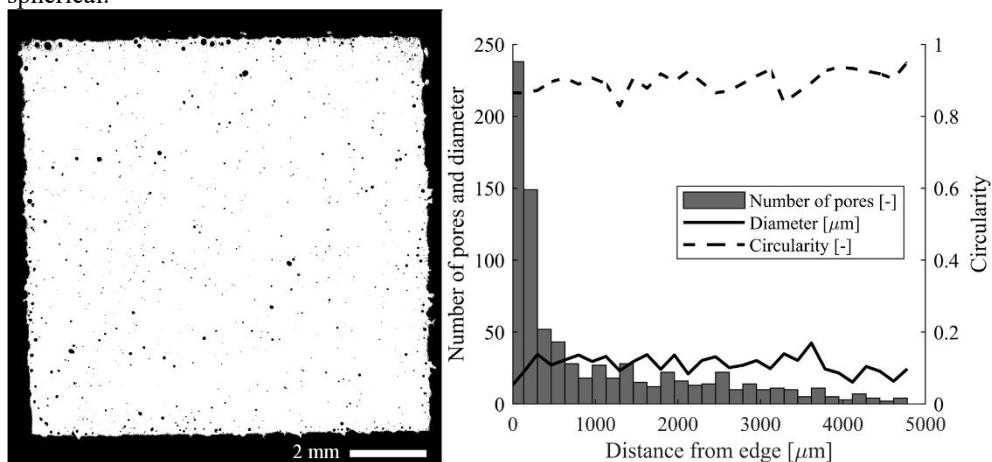 spherical.
2 mm
250
200
150
100
50
0
Number of pores and diameter
Number of pores [-]
Diameter [μm]
Circularity [-]
1
0.8
0.6
0.4
0.2
0
Circularity
0 1000 2000 3000 4000 5000
Distance from edge [μm]